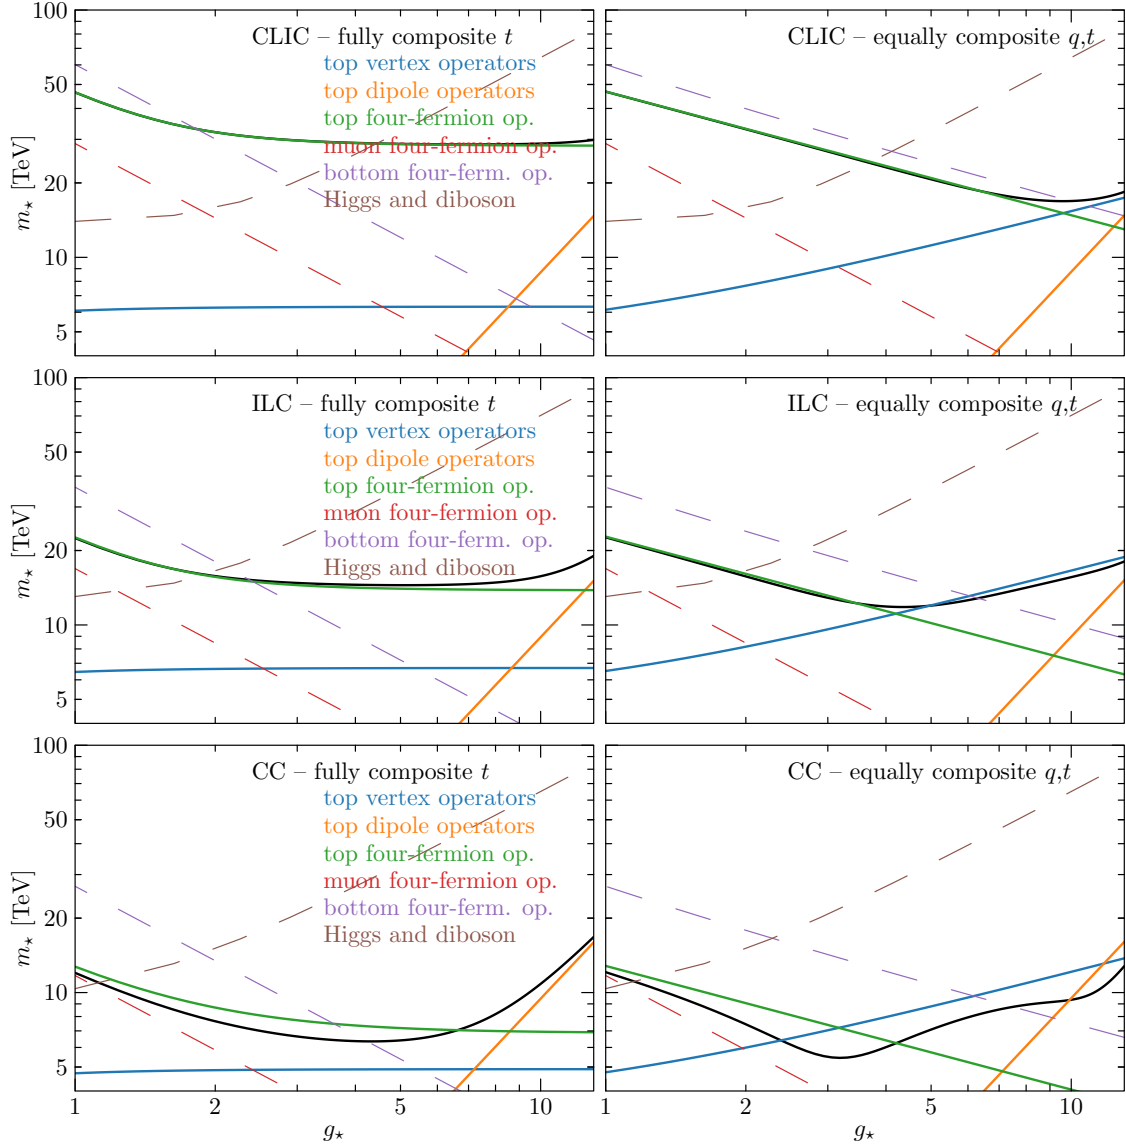 CLIC – fully composite t
top vertex operators
top dipole operators
top four-fermion op.
muon four-fermion op.
bottom four-ferm. op.
Higgs and diboson
100
50
20
10
5
m⋆ [TeV]
CLIC – equally composite q,t
ILC – fully composite t
top vertex operators
top dipole operators
top four-fermion op.
muon four-fermion op.
bottom four-ferm. op.
Higgs and diboson
100
50
20
10
5
m⋆ [TeV]
ILC – equally composite q,t
CC – fully composite t
top vertex operators
top dipole operators
top four-fermion op.
muon four-fermion op.
bottom four-ferm. op.
Higgs and diboson
100
50
20
10
5
m⋆ [TeV]
1 2 5 10
g⋆
CC – equally composite q,t
1 2 5 10
g⋆